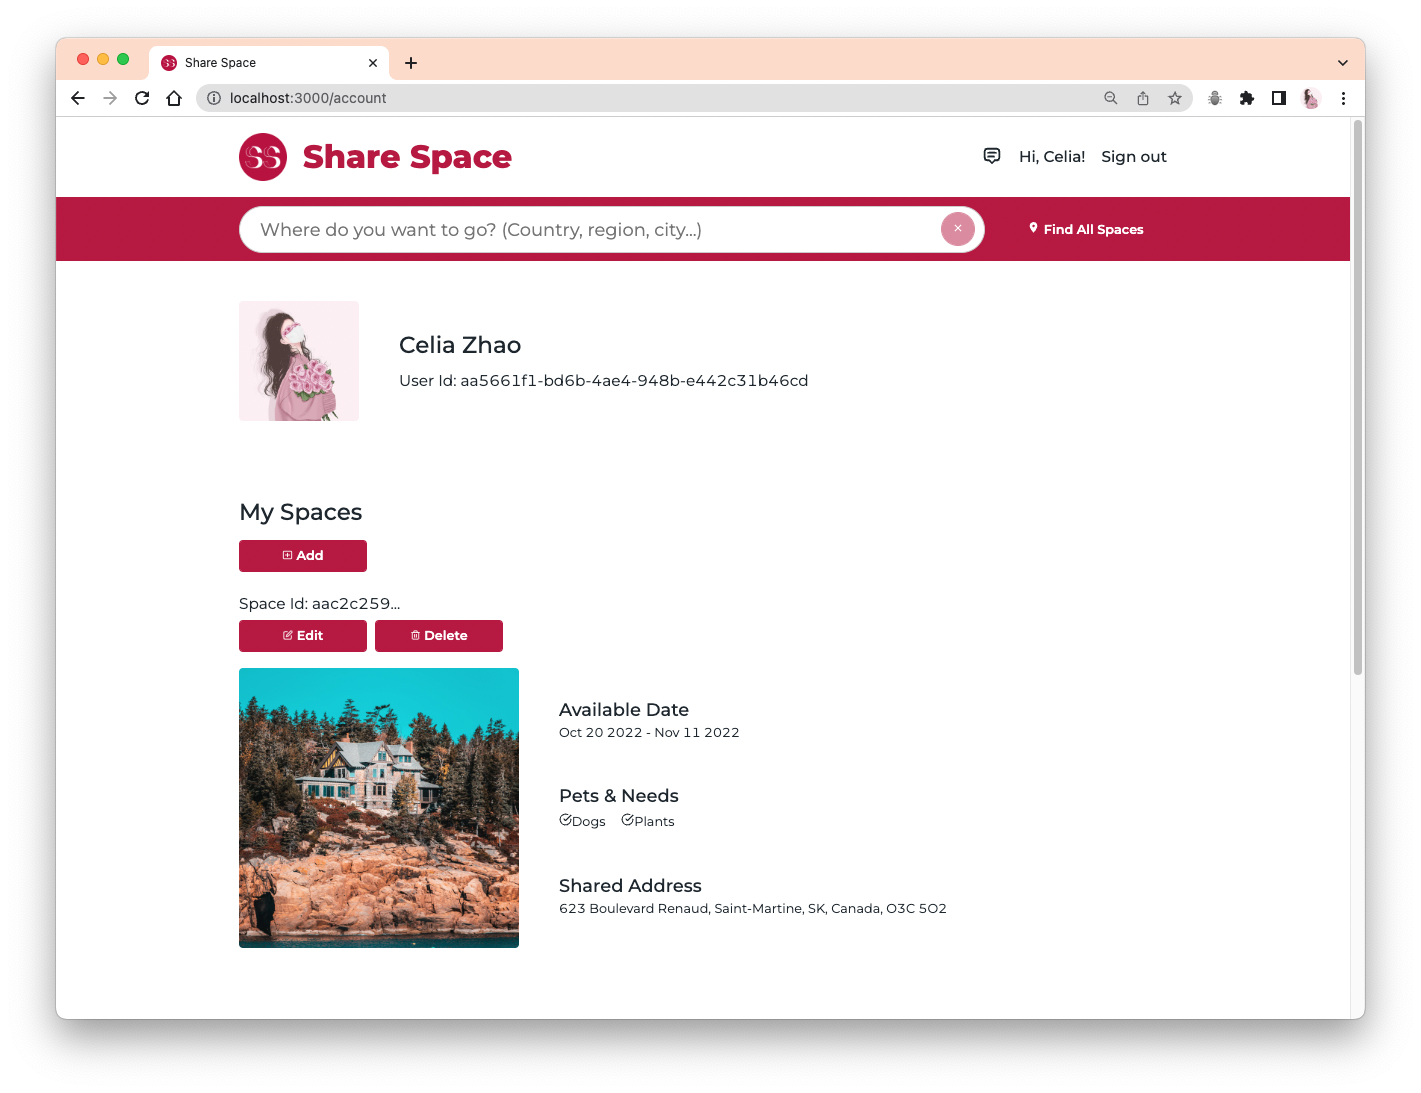 Share Space
localhost:3000/account
SS Share Space
Hi, Celia! Sign out
Where do you want to go? (Country, region, city...)
Find All Spaces
Celia Zhao
User Id: aa5661f1-bd6b-4ae4-948b-e442c31b46cd
My Spaces
Add
Space Id: aac2c259...
Edit Delete
Available Date
Oct 20 2022 - Nov 11 2022
Pets & Needs
Dogs Plants
Shared Address
623 Boulevard Renaud, Saint-Martine, SK, Canada, O3C 5O2